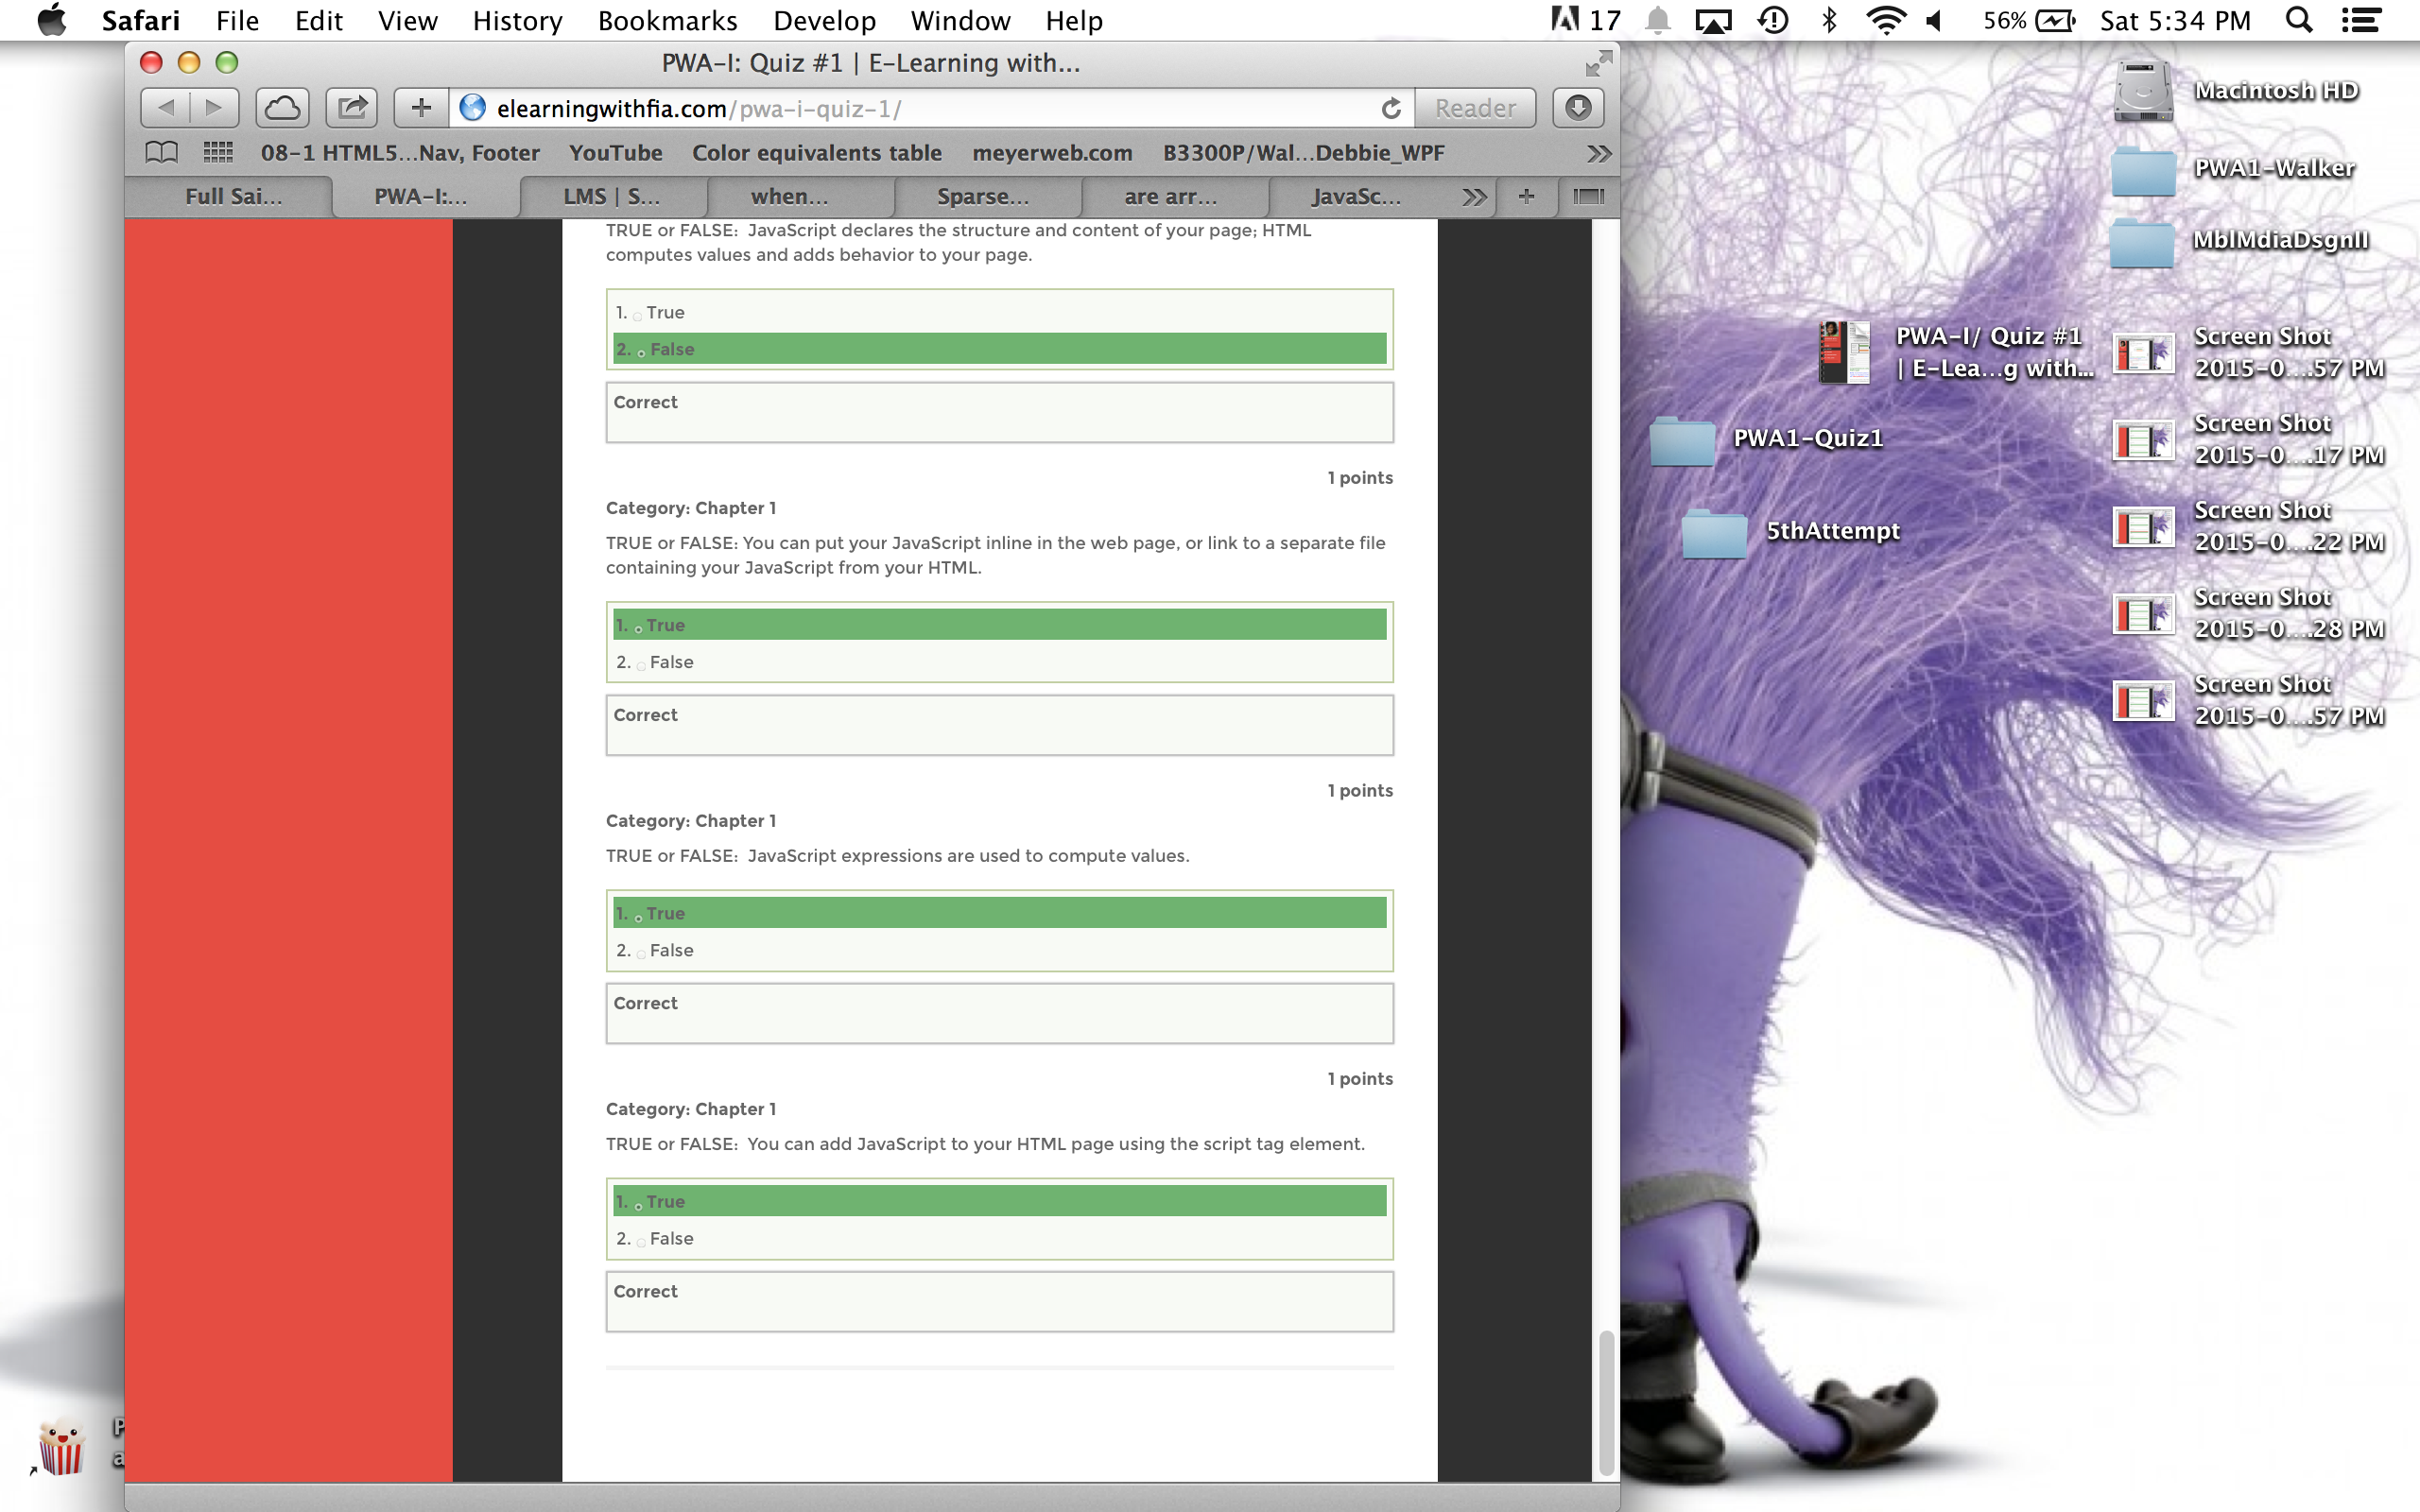 Safari File Edit View History Bookmarks Develop Window Help 17 56% Sat 5:34 PM
PWA-I: Quiz #1 | E-Learning with...
elearningwithfia.com/pwa-i-quiz-1/ Reader
08-1 HTML5...Nav, Footer YouTube Color equivalents table meyerweb.com B3300P/Wal...Debbie_WPF
Full Sai... PWA-I:... LMS | S... when... Sparse... are arr... JavaSc...
TRUE or FALSE: JavaScript declares the structure and content of your page; HTML
computes values and adds behavior to your page.
1. True
2. False
Correct
1 points
Category: Chapter 1
TRUE or FALSE: You can put your JavaScript inline in the web page, or link to a separate file
containing your JavaScript from your HTML.
1. True
2. False
Correct
1 points
Category: Chapter 1
TRUE or FALSE: JavaScript expressions are used to compute values.
1. True
2. False
Correct
1 points
Category: Chapter 1
TRUE or FALSE: You can add JavaScript to your HTML page using the script tag element.
1. True
2. False
Correct
Macintosh HD
PWA1-Walker
MblMdiaDsgnII
PWA-I/ Quiz #1
| E-Lea...g with...
PWA1-Quiz1
5thAttempt
Screen Shot
2015-0....57 PM
Screen Shot
2015-0....17 PM
Screen Shot
2015-0....22 PM
Screen Shot
2015-0....28 PM
Screen Shot
2015-0....57 PM